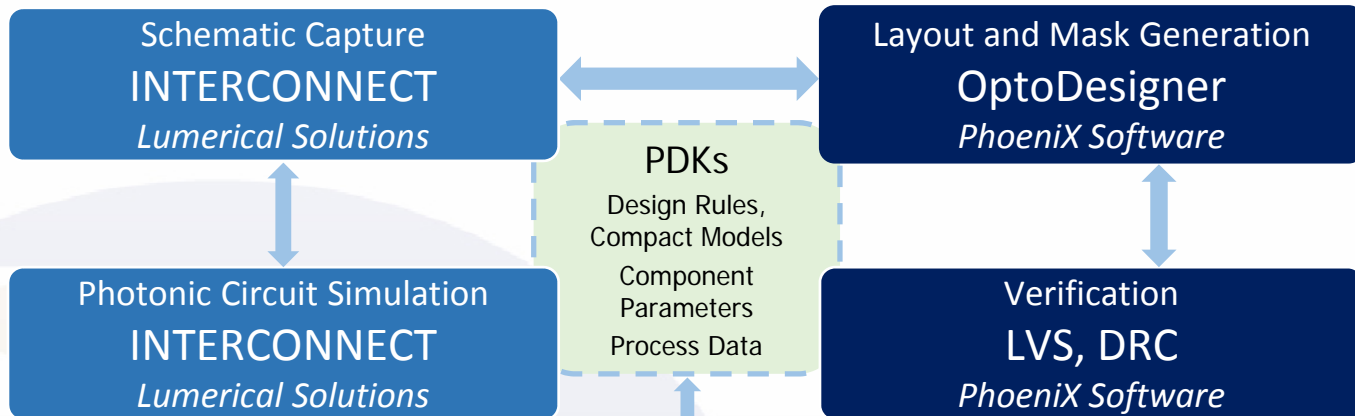 Schematic Capture
INTERCONNECT
Lumerical Solutions
Layout and Mask Generation
OptoDesigner
PhoeniX Software
PDKs
Design Rules,
Compact Models
Component
Parameters
Process Data
Photonic Circuit Simulation
INTERCONNECT
Lumerical Solutions
Verification
LVS, DRC
PhoeniX Software